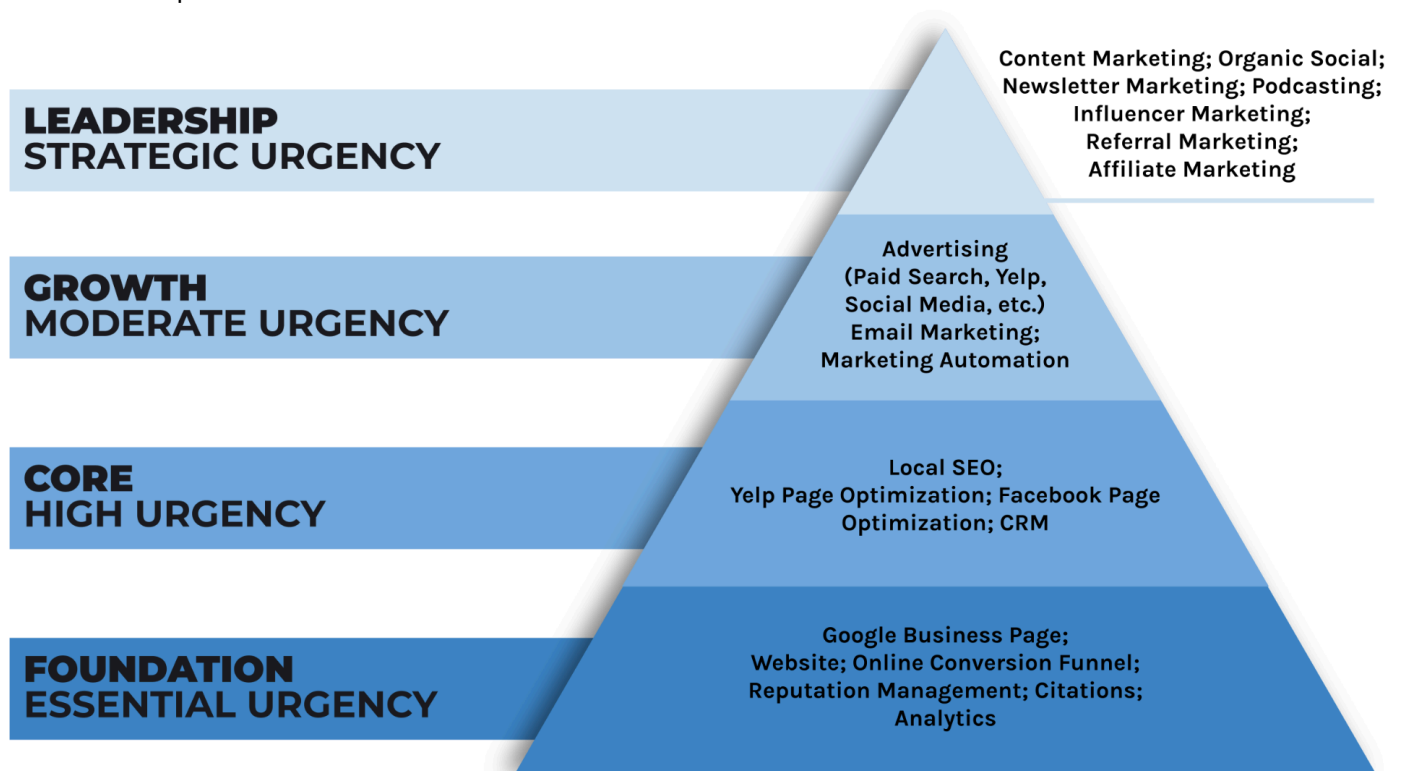 Content Marketing; Organic Social;
Newsletter Marketing; Podcasting;
Influencer Marketing;
Referral Marketing;
Affiliate Marketing
LEADERSHIP
STRATEGIC URGENCY
GROWTH
MODERATE URGENCY
Advertising
(Paid Search, Yelp,
Social Media, etc.)
Email Marketing;
Marketing Automation
CORE
HIGH URGENCY
Local SEO;
Yelp Page Optimization; Facebook Page
Optimization; CRM
FOUNDATION
ESSENTIAL URGENCY
Google Business Page;
Website; Online Conversion Funnel;
Reputation Management; Citations;
Analytics